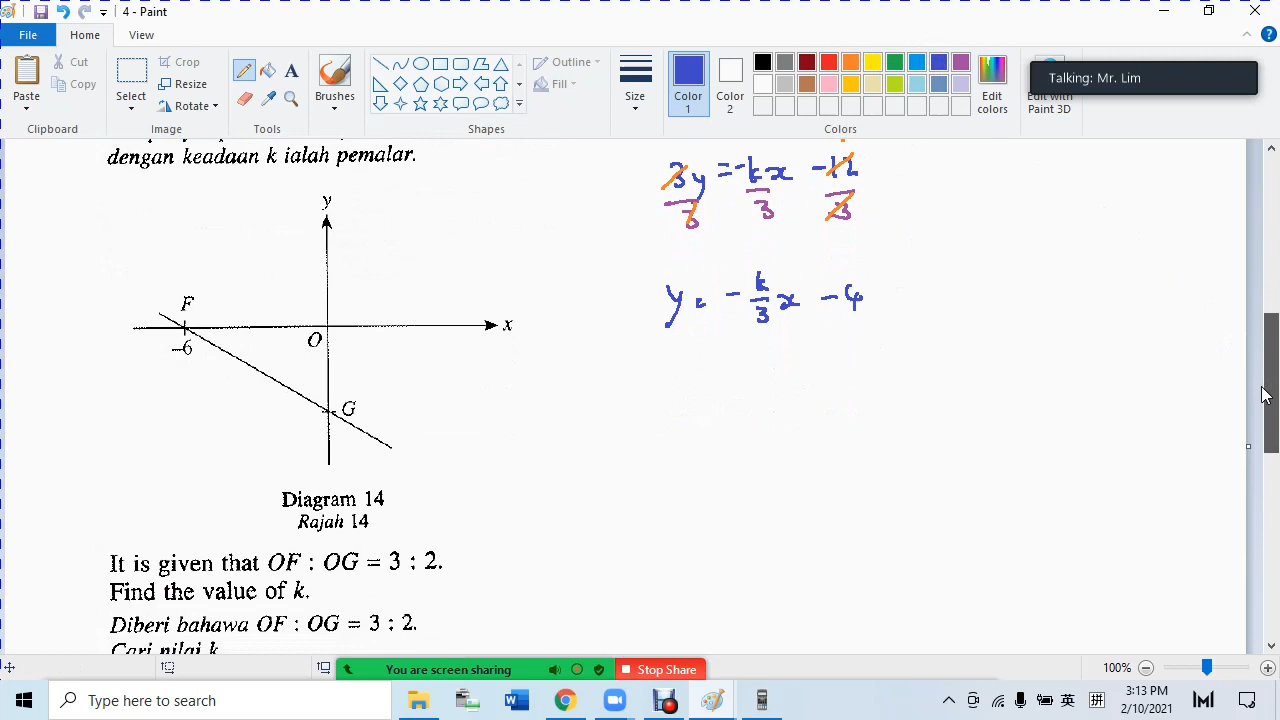 4 - Paint
File
Home
View
Paste
Cut
Copy
Clipboard
Select
Crop
Resize
Rotate
Image
A
Tools
Brushes
Outline
Fill
Shapes
Size
Color
1
Color
2
Edit
colors
Edit with
Paint 3D
Colors
Talking: Mr. Lim
dengan keadaan k ialah pemalar.
y
F
x
O
–6
G
Diagram 14
Rajah 14
It is given that OF : OG = 3 : 2.
Find the value of k.
Diberi bahawa OF : OG = 3 : 2.
Cari nilai k
3y = -kx - 12
3 3 3
y = - k/3 x - 4
100%
You are screen sharing
Stop Share
Type here to search
英
拼
3:13 PM
2/10/2021